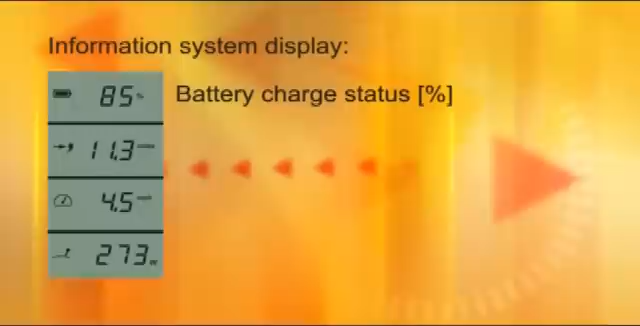 Information system display:
85% Battery charge status [%]
11.3
4.5
273